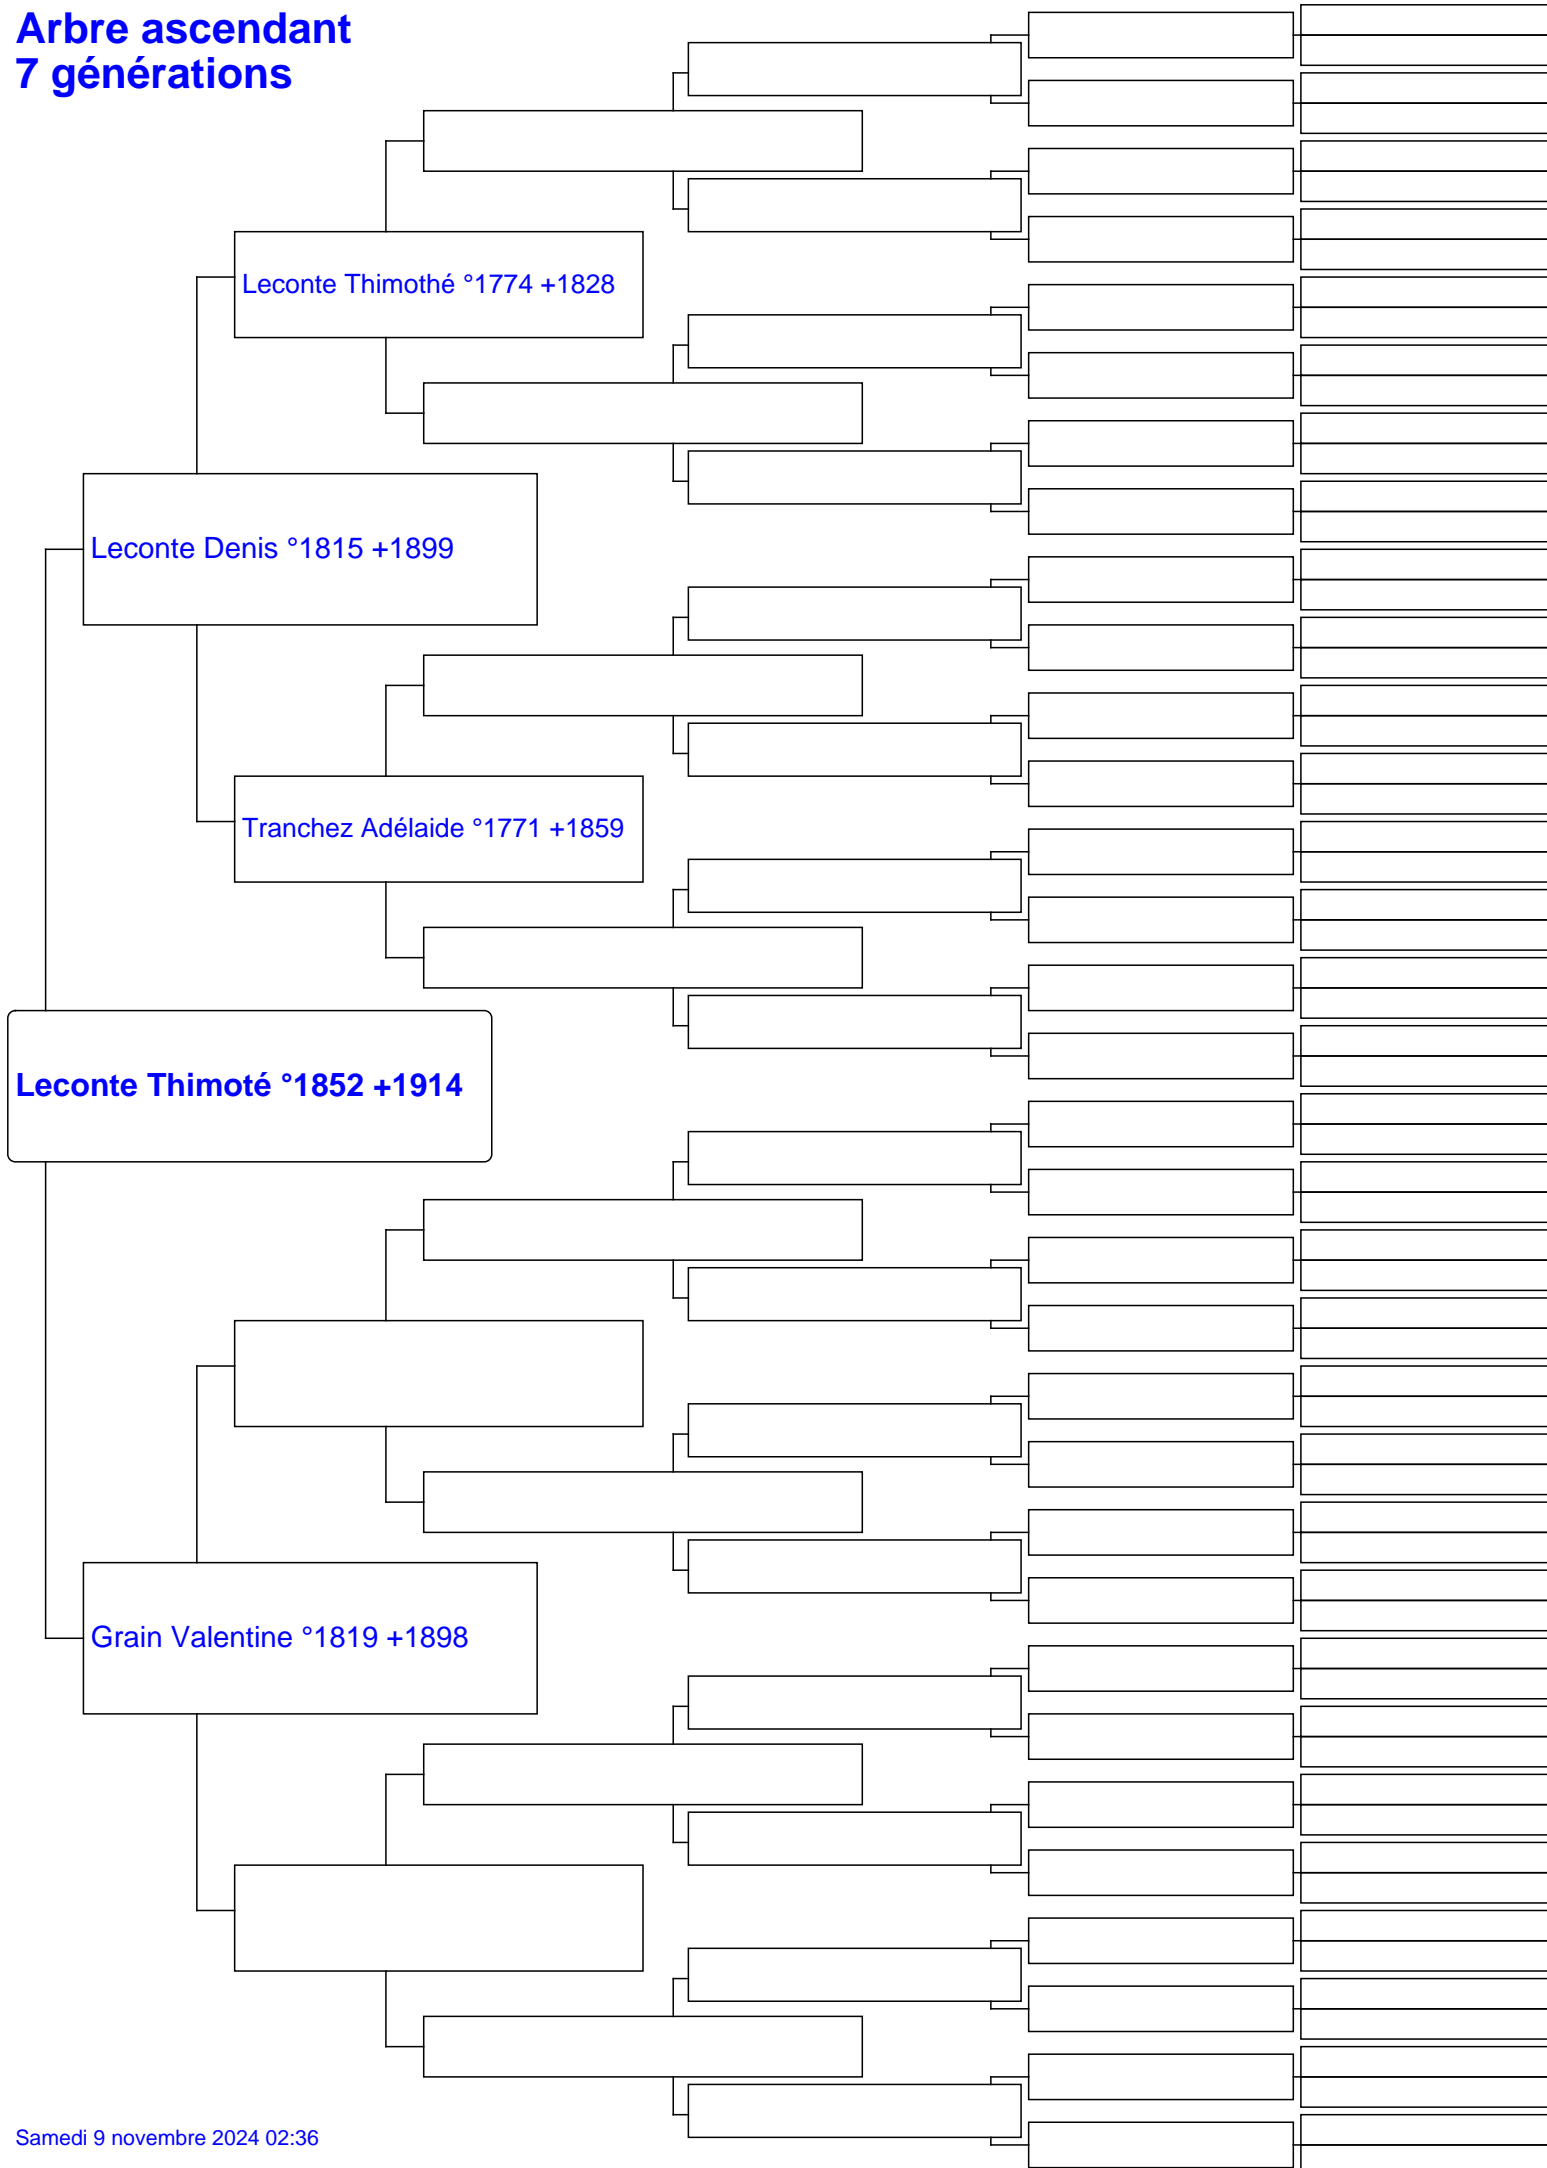 Arbre ascendant
7 générations
Leconte Thimothé °1774 +1828
Leconte Denis °1815 +1899
Tranchez Adélaide °1771 +1859
Leconte Thimoté °1852 +1914
Grain Valentine °1819 +1898
Samedi 9 novembre 2024 02:36